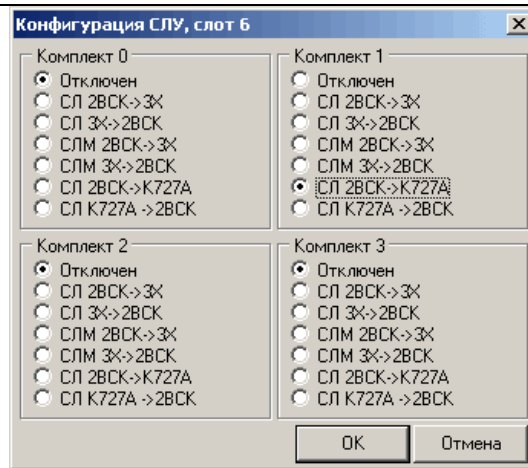 Конфигурация СЛУ, слот 6
Комплект 0
Отключен
СЛ 2ВСК->3Х
СЛ 3Х->2ВСК
СЛМ 2ВСК->3Х
СЛМ 3Х->2ВСК
СЛ 2ВСК->К727А
СЛ К727А ->2ВСК
Комплект 1
Отключен
СЛ 2ВСК->3Х
СЛ 3Х->2ВСК
СЛМ 2ВСК->3Х
СЛМ 3Х->2ВСК
СЛ 2ВСК->К727А
СЛ К727А ->2ВСК
Комплект 2
Отключен
СЛ 2ВСК->3Х
СЛ 3Х->2ВСК
СЛМ 2ВСК->3Х
СЛМ 3Х->2ВСК
СЛ 2ВСК->К727А
СЛ К727А ->2ВСК
Комплект 3
Отключен
СЛ 2ВСК->3Х
СЛ 3Х->2ВСК
СЛМ 2ВСК->3Х
СЛМ 3Х->2ВСК
СЛ 2ВСК->К727А
СЛ К727А ->2ВСК
OK
Отмена